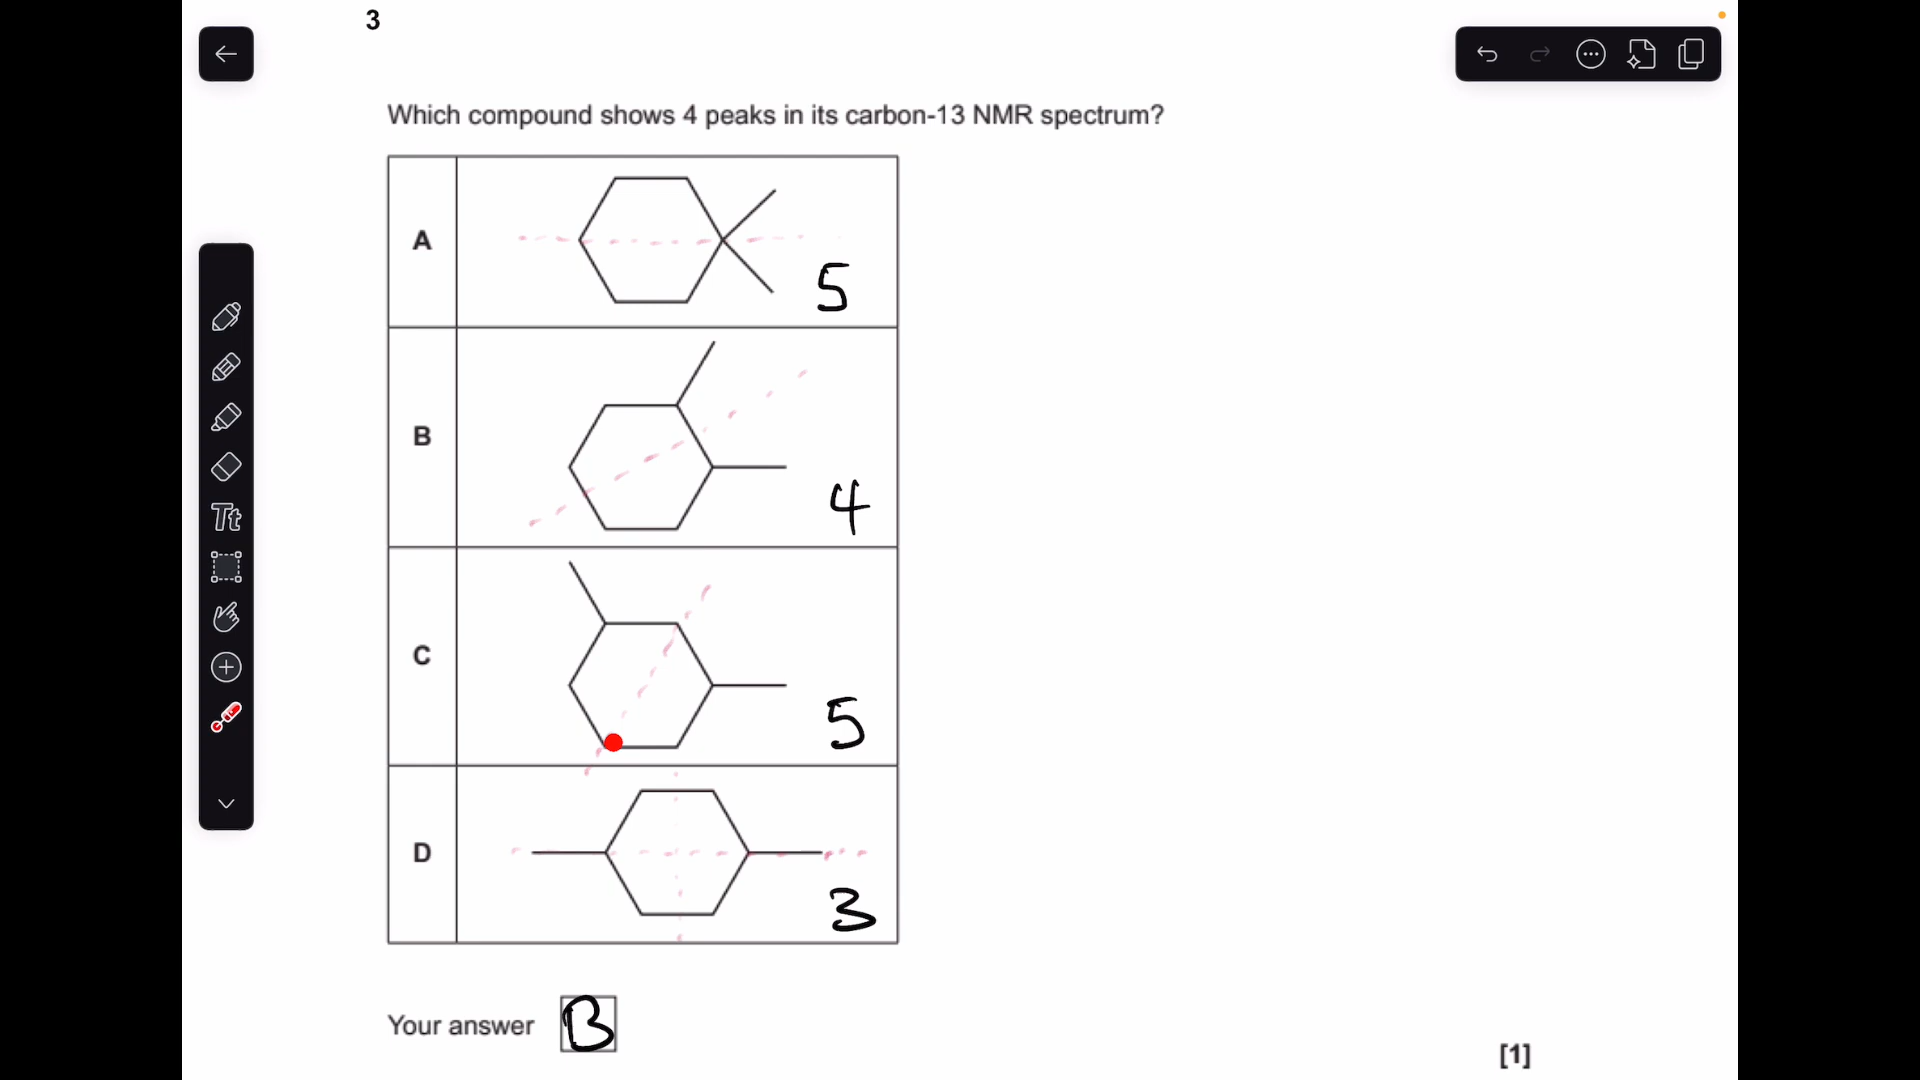 3
Which compound shows 4 peaks in its carbon-13 NMR spectrum?
A
5
B
4
C
5
D
3
Your answer B
[1]
Tt